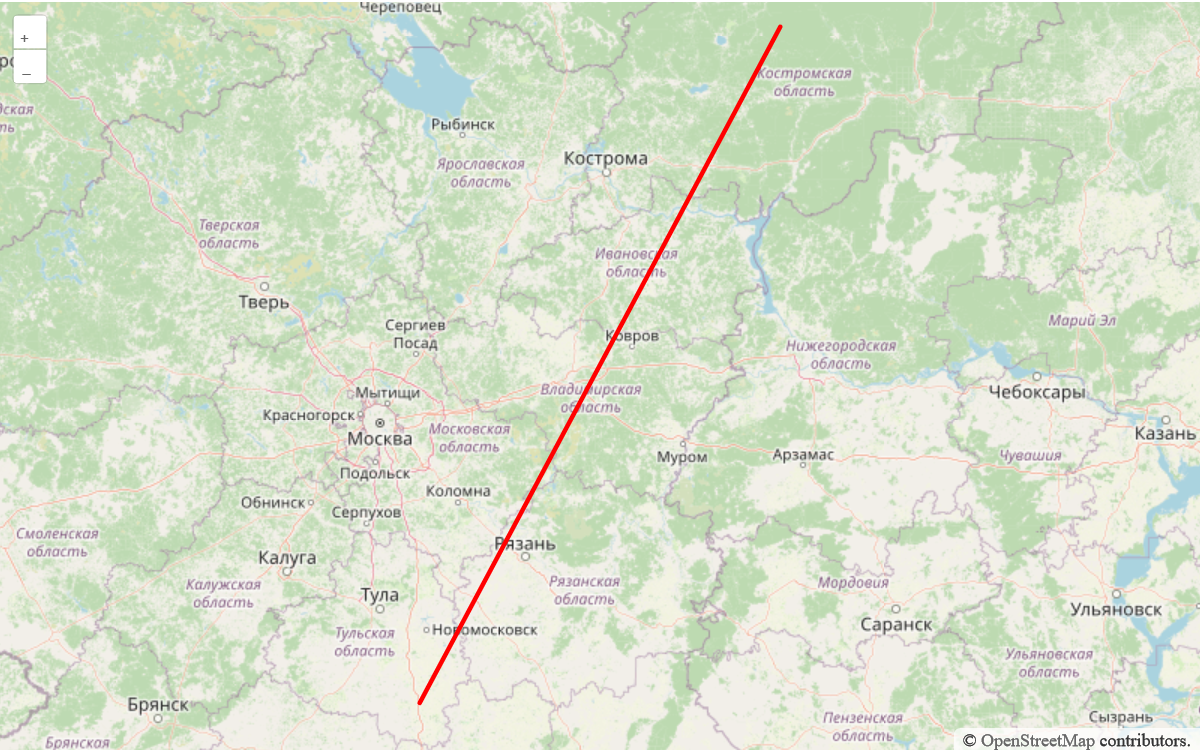 Череповец
+
–
Костромская
область
Рыбинск
Кострома
Ярославская
область
Тверская
область
Ивановская
область
Тверь
Марий Эл
Сергиев
Посад
Ковров
Нижегородская
область
Мытищи
Владимирская
область
Чебоксары
Красногорск
Москва
Московская
область
Казань
Муром
Арзамас
Чувашия
Подольск
Коломна
Обнинск
Серпухов
Смоленская
область
Рязань
Калуга
Калужская
область
Рязанская
область
Мордовия
Тула
Ульяновск
Саранск
Новомосковск
Тульская
область
Ульяновская
область
Брянск
Сызрань
Пензенская
область
Брянская
© OpenStreetMap contributors.